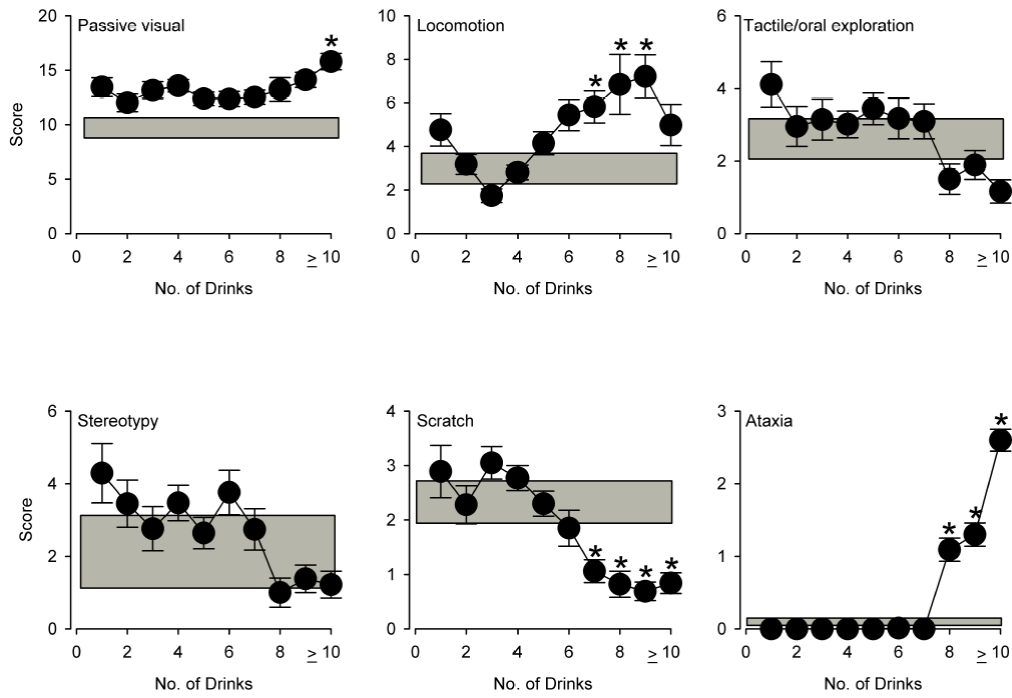 Passive visual
Locomotion
Tactile/oral exploration
20
15
10
5
0
Score
0 2 4 6 8 ≥ 10
No. of Drinks
10
8
6
4
2
0
0 2 4 6 8 ≥ 10
No. of Drinks
6
4
2
0
0 2 4 6 8 ≥ 10
No. of Drinks
* * * *
Stereotypy
Scratch
Ataxia
6
4
2
0
Score
0 2 4 6 8 ≥ 10
No. of Drinks
4
3
2
1
0
0 2 4 6 8 ≥ 10
No. of Drinks
3
2
1
0
0 2 4 6 8 ≥ 10
No. of Drinks
* * * * * * *